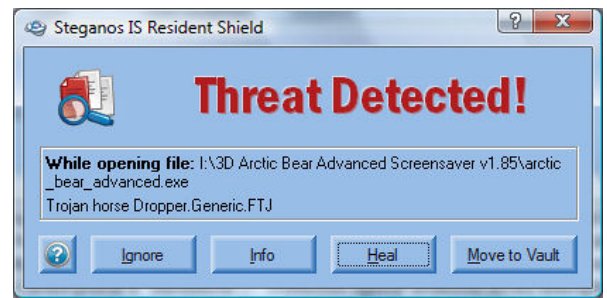 Steganos IS Resident Shield
Threat Detected!
While opening file: I:\3D Arctic Bear Advanced Screensaver v1.85\arctic
_bear_advanced.exe
Trojan horse Dropper.Generic.FTJ
Ignore Info Heal Move to Vault